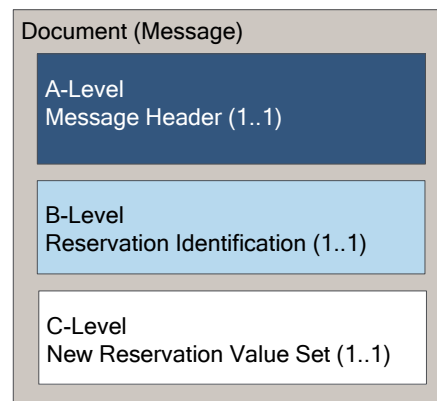 Document (Message)
A-Level
Message Header (1..1)
B-Level
Reservation Identification (1..1)
C-Level
New Reservation Value Set (1..1)